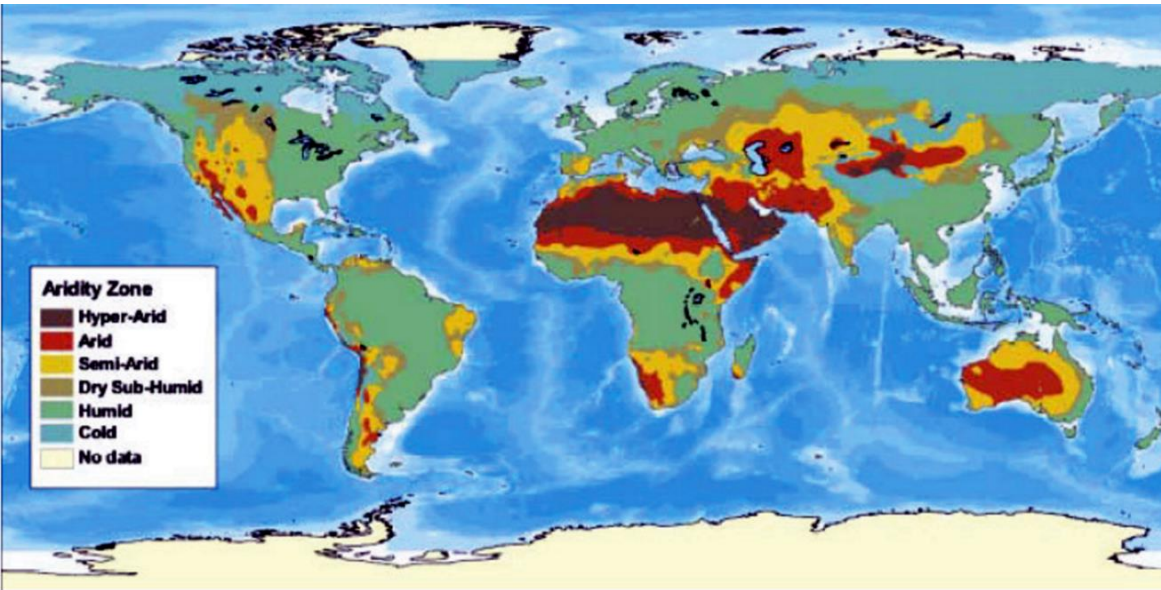 Aridity Zone
Hyper-Arid
Arid
Semi-Arid
Dry Sub-Humid
Humid
Cold
No data